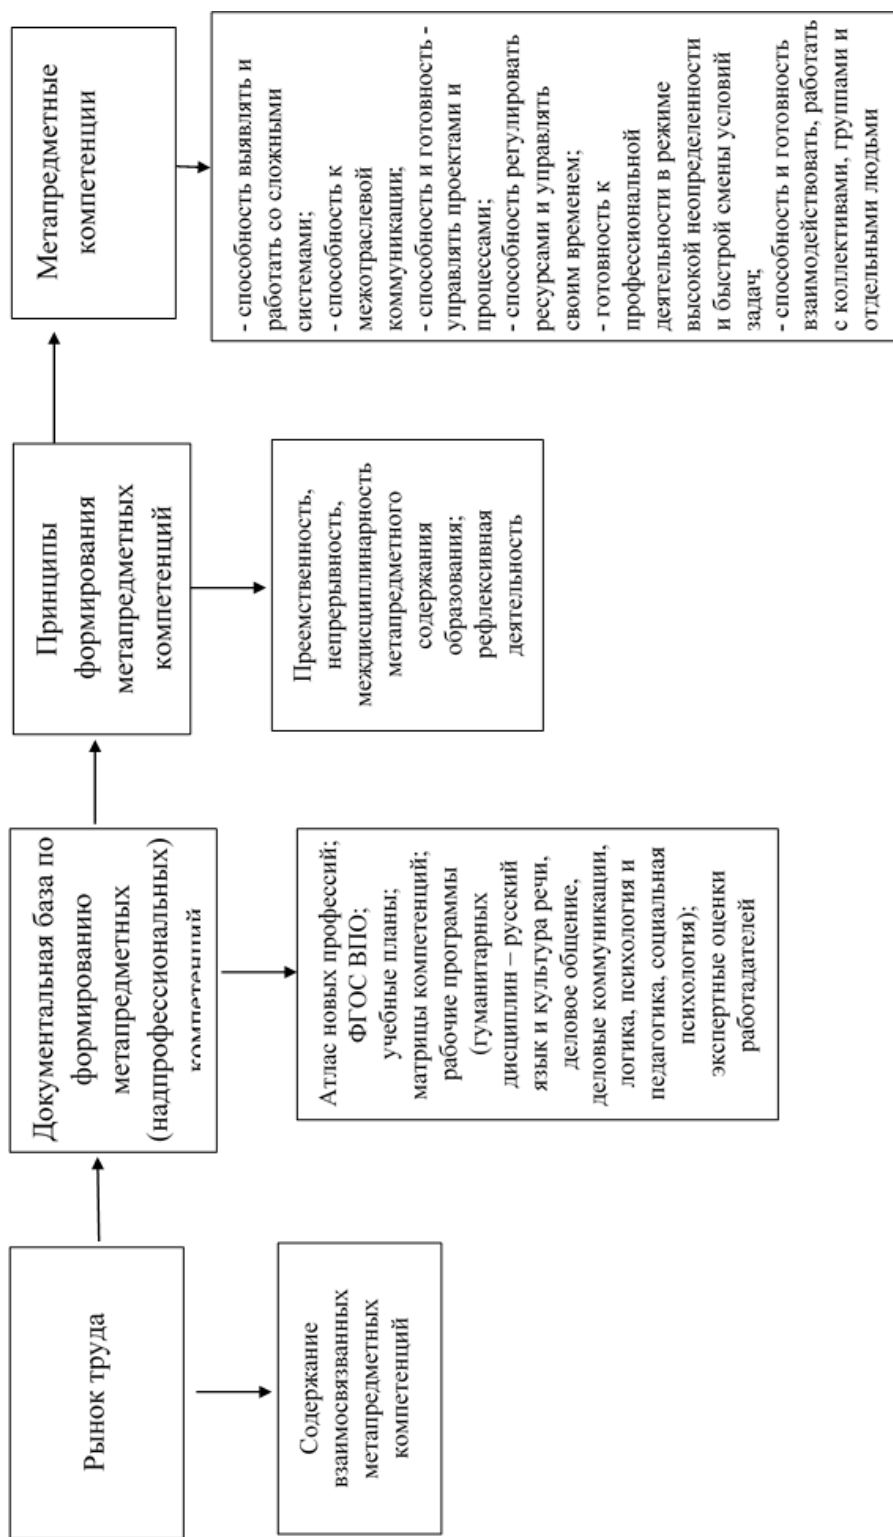 Рынок труда
Содержание
взаимосвязванных
метапредметных
компетенций
Документальная база по
формированию
метапредметных
(надпрофессиональных)
компетенций
Атлас новых профессий;
ФГОС ВПО;
учебные планы;
матрицы компетенций;
рабочие программы
(гуманитарных
дисциплин – русский
язык и культура речи,
деловое общение,
деловые коммуникации,
логика, психология и
педагогика, социальная
психология);
экспертные оценки
работадателей
Принципы
формирования
метапредметных
компетенций
Преемственность,
непрерывность,
междисциплинарность
метапредметного
содержания
образования;
рефлексивная
деятельность
Метапредметные
компетенции
- способность выявлять и
работать со сложными
системами;
- способность к
межотраслевой
коммуникации;
- способность и готовность -
управлять проектами и
процессами;
- способность регулировать
ресурсами и управлять
своим временем;
- готовность к
профессиональной
деятельности в режиме
высокой неопределенности
и быстрой смены условий
задач;
- способность и готовность
взаимодействовать, работать
с коллективами, группами и
отдельными людьми